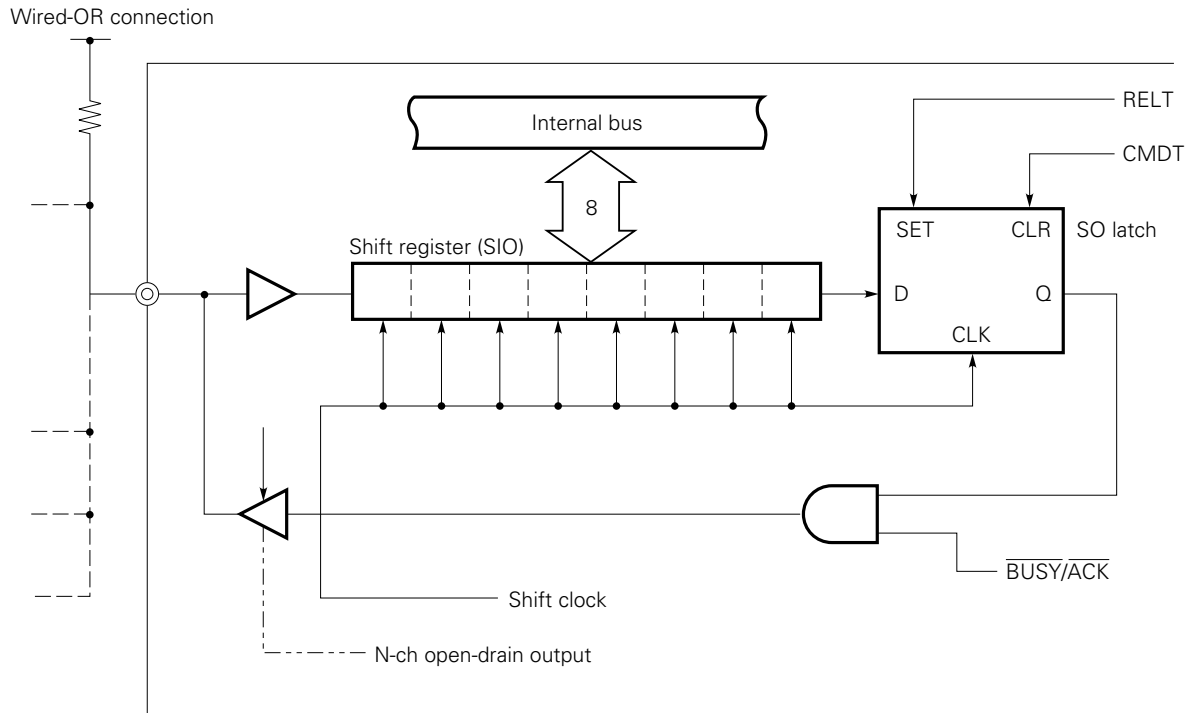 Wired-OR connection
Internal bus
RELT
CMDT
8
SET CLR SO latch
Shift register (SIO)
D Q
CLK
BUSY/ACK
Shift clock
N-ch open-drain output